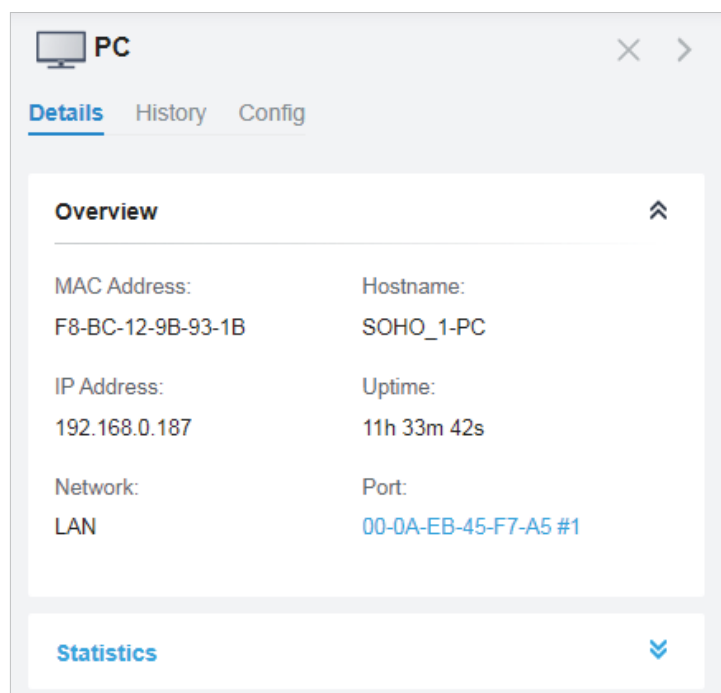 PC
Details History Config
Overview
MAC Address: Hostname:
F8-BC-12-9B-93-1B SOHO_1-PC
IP Address: Uptime:
192.168.0.187 11h 33m 42s
Network: Port:
LAN 00-0A-EB-45-F7-A5 #1
Statistics